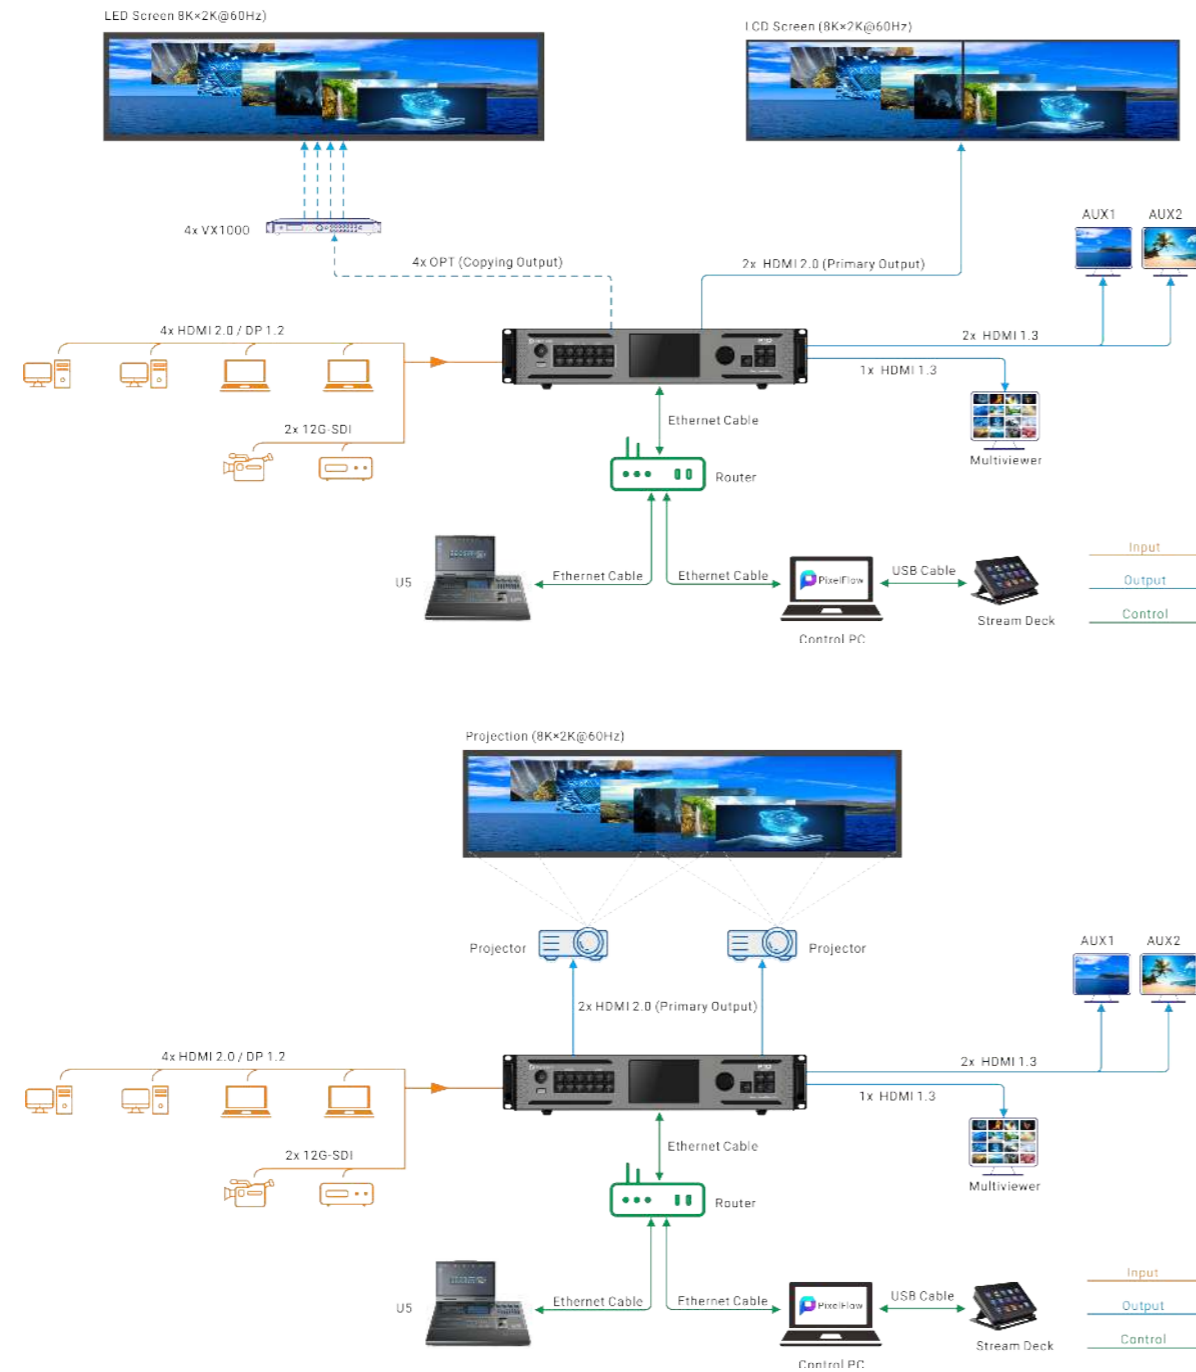 LED Screen 8K×2K@60Hz)
LCD Screen (8K×2K@60Hz)
AUX1 AUX2
4x VX1000
4x OPT (Copying Output)
2x HDMI 2.0 (Primary Output)
4x HDMI 2.0 / DP 1.2
2x HDMI 1.3
1x HDMI 1.3
Ethernet Cable
2x 12G-SDI
Multiviewer
Router
Input
U5
Ethernet Cable
Ethernet Cable
PixelFlow
USB Cable
Output
Stream Deck
Control
Control PC
Projection (8K×2K@60Hz)
Projector
Projector
AUX1 AUX2
2x HDMI 2.0 (Primary Output)
4x HDMI 2.0 / DP 1.2
2x HDMI 1.3
1x HDMI 1.3
Ethernet Cable
2x 12G-SDI
Multiviewer
Router
Input
U5
Ethernet Cable
Ethernet Cable
PixelFlow
USB Cable
Output
Stream Deck
Control
Control PC